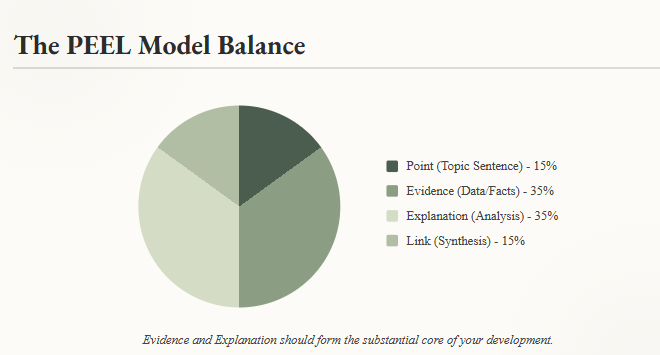 The PEEL Model Balance
Point (Topic Sentence) - 15%
Evidence (Data/Facts) - 35%
Explanation (Analysis) - 35%
Link (Synthesis) - 15%
Evidence and Explanation should form the substantial core of your development.